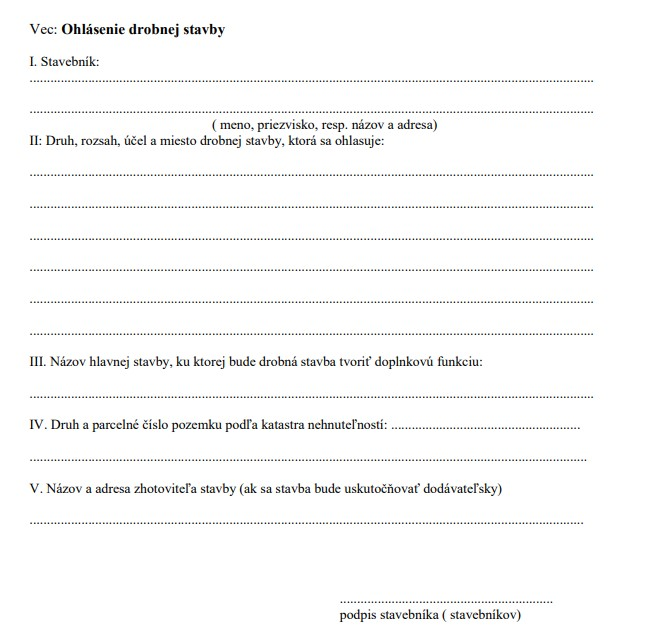 Vec: Ohlásenie drobnej stavby
I. Stavebník:
.......................................................................................................................................................................
.......................................................................................................................................................................
( meno, priezvisko, resp. názov a adresa)
II: Druh, rozsah, účel a miesto drobnej stavby, ktorá sa ohlasuje:
.......................................................................................................................................................................
.......................................................................................................................................................................
.......................................................................................................................................................................
.......................................................................................................................................................................
.......................................................................................................................................................................
.......................................................................................................................................................................
III. Názov hlavnej stavby, ku ktorej bude drobná stavba tvoriť doplnkovú funkciu:
.......................................................................................................................................................................
IV. Druh a parcelné číslo pozemku podľa katastra nehnuteľností: ........................................................
.....................................................................................................................................................................
V. Názov a adresa zhotoviteľa stavby (ak sa stavba bude uskutočňovať dodávateľsky)
....................................................................................................................................................................
...............................................................
podpis stavebníka ( stavebníkov)